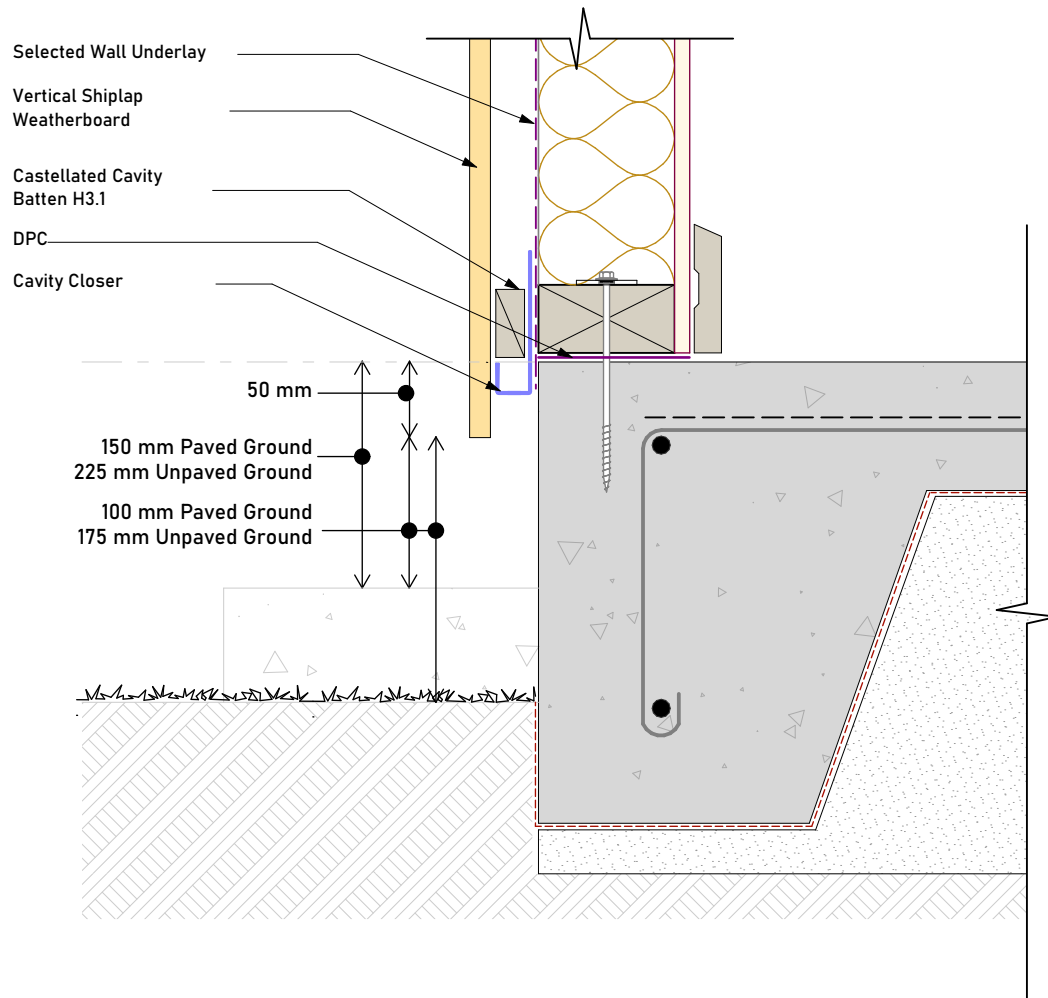 Selected Wall Underlay
Vertical Shiplap
Weatherboard
Castellated Cavity
Batten H3.1
DPC
Cavity Closer
50 mm
150 mm Paved Ground
225 mm Unpaved Ground
100 mm Paved Ground
175 mm Unpaved Ground